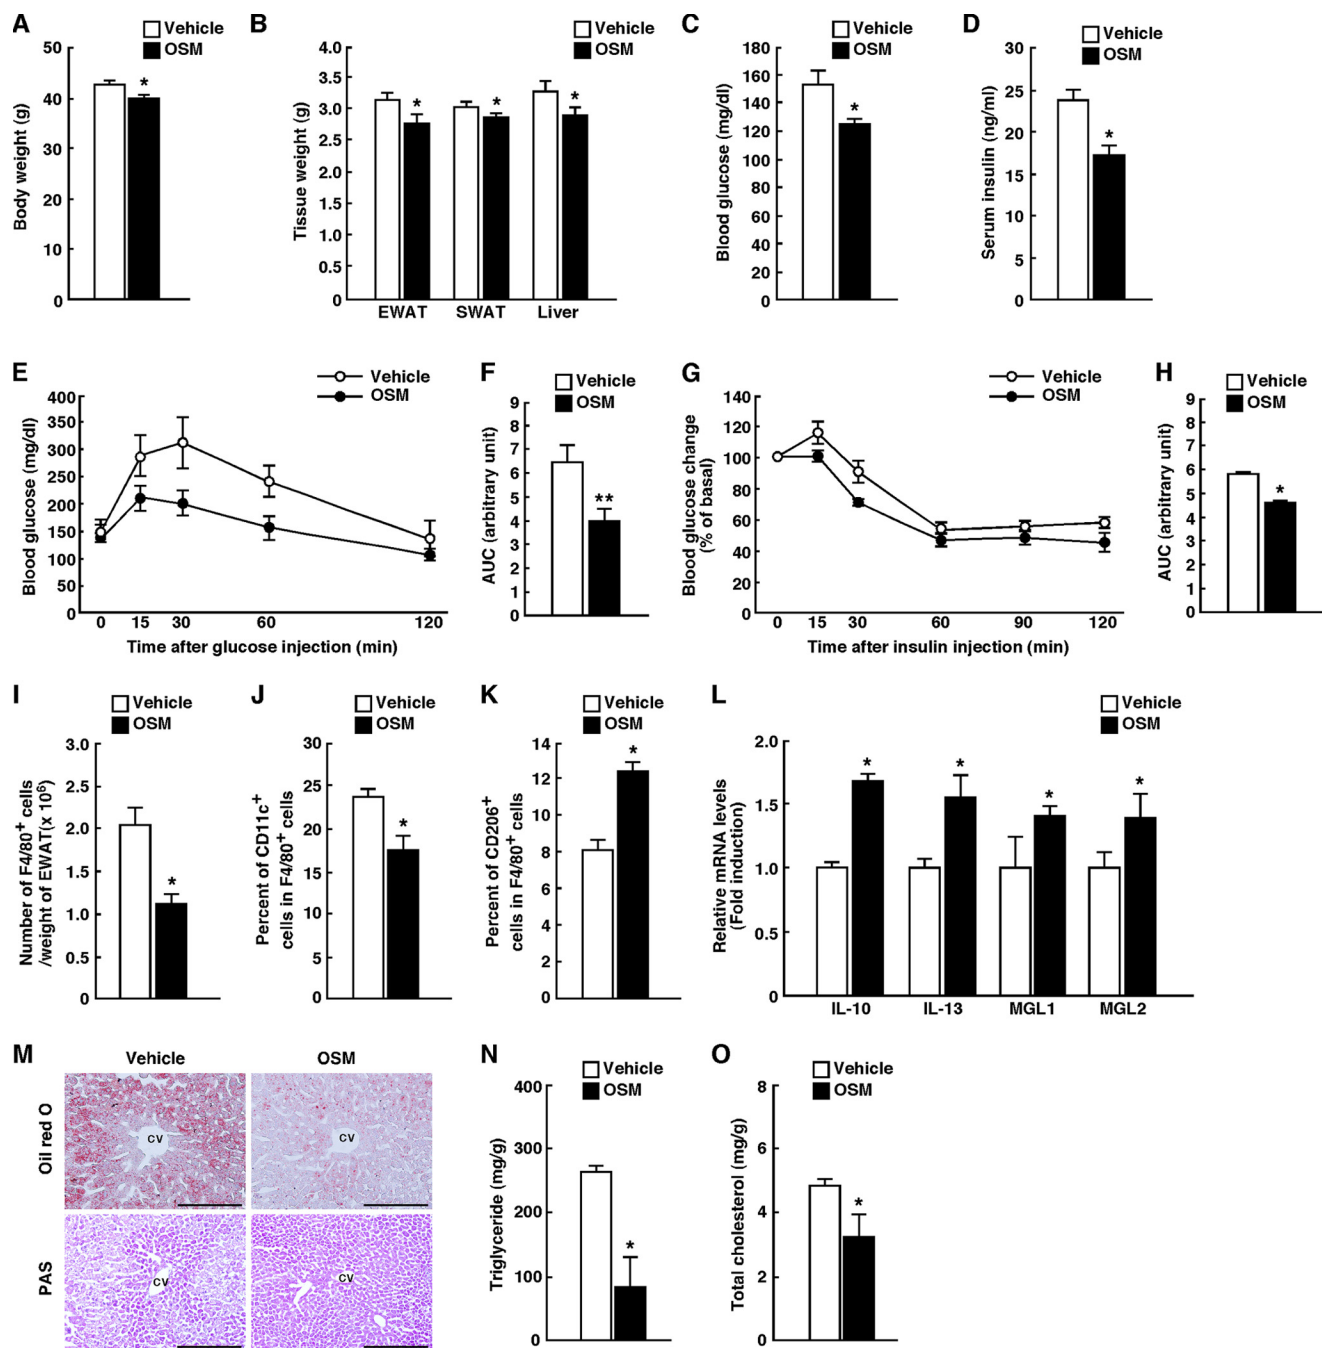 A
Vehicle
OSM
Body weight (g)
50
40
30
20
10
0
*
B
Vehicle
OSM
Tissue weight (g)
4.0
3.5
3.0
2.5
2.0
1.5
1.0
0.5
0
* * *
EWAT SWAT Liver
C
Vehicle
OSM
Blood glucose (mg/dl)
180
160
140
120
100
80
60
40
20
0
*
D
Vehicle
OSM
Serum insulin (ng/ml)
30
25
20
15
10
5
0
*
E
Vehicle
OSM
Blood glucose (mg/dl)
400
350
300
250
200
150
100
50
0
0 15 30 60 120
Time after glucose injection (min)
F
Vehicle
OSM
AUC (arbitrary unit)
9
8
7
6
5
4
3
2
1
0
**
G
Vehicle
OSM
Blood glucose change
(% of basal)
140
120
100
80
60
40
20
0
0 15 30 60 90 120
Time after insulin injection (min)
H
Vehicle
OSM
AUC (arbitrary unit)
9
8
7
6
5
4
3
2
1
0
*
I
Vehicle
OSM
Number of F4/80+ cells
/weight of EWAT(x 10⁶)
3.0
2.5
2.0
1.5
1.0
0.5
0
*
J
Vehicle
OSM
Percent of CD11c+
cells in F4/80+ cells
30
25
20
15
10
5
0
*
K
Vehicle
OSM
Percent of CD206+
cells in F4/80+ cells
14
12
10
8
6
4
2
0
*
L
Vehicle
OSM
Relative mRNA levels
(Fold induction)
2.0
1.5
1.0
0.5
0
* * * *
IL-10 IL-13 MGL1 MGL2
M
Vehicle OSM
Oil red O
CV CV
PAS
CV CV
N
Vehicle
OSM
Triglyceride (mg/g)
400
300
200
100
0
*
O
Vehicle
OSM
Total cholesterol (mg/g)
8
6
4
2
0
*